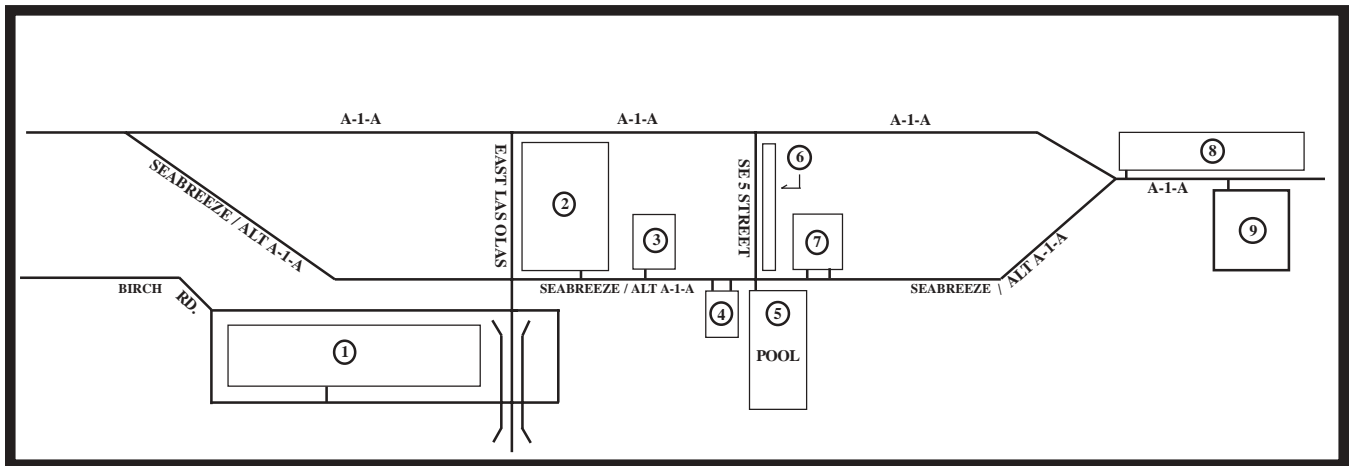 A-1-A
A-1-A
A-1-A
SEABREEZE / ALT A-1-A
EAST LAS OLAS
SE 5 STREET
2
3
6
7
8
A-1-A
9
BIRCH
RD.
SEABREEZE / ALT A-1-A
SEABREEZE /
ALT A-1-A
1
4
5
POOL